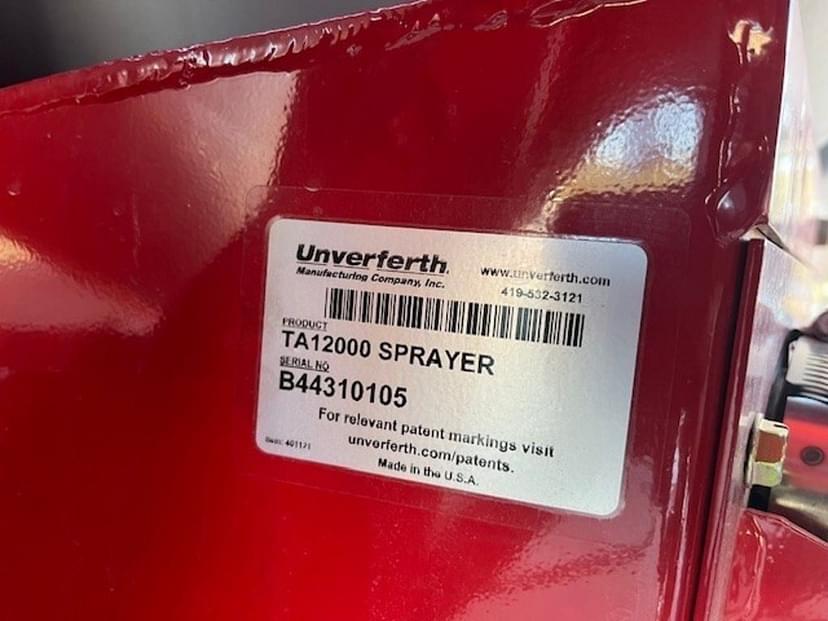 Unverferth
Manufacturing Company, Inc.
www.unverferth.com
419-532-3121
PRODUCT
TA12000 SPRAYER
SERIAL NO
B44310105
For relevant patent markings visit
unverferth.com/patents.
401171
Made in the U.S.A.